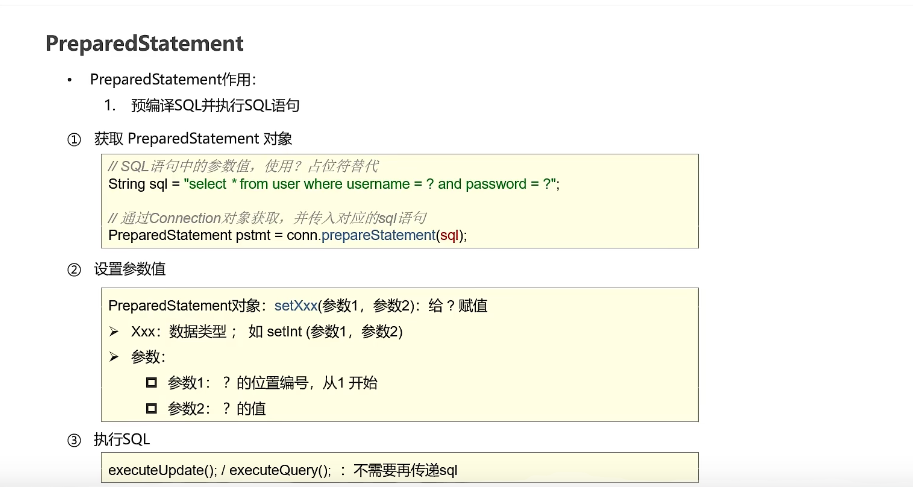 PreparedStatement
• PreparedStatement作用：
1. 预编译SQL并执行SQL语句
① 获取 PreparedStatement 对象
// SQL语句中的参数值，使用？占位符替代
String sql = "select * from user where username = ? and password = ?";
// 通过Connection对象获取，并传入对应的sql语句
PreparedStatement pstmt = conn.prepareStatement(sql);
② 设置参数值
PreparedStatement对象：setXxx(参数1，参数2)：给 ? 赋值
➢ Xxx：数据类型 ； 如 setInt (参数1，参数2)
➢ 参数：
参数1： ？的位置编号，从1 开始
参数2： ？的值
③ 执行SQL
executeUpdate(); / executeQuery(); ：不需要再传递sql